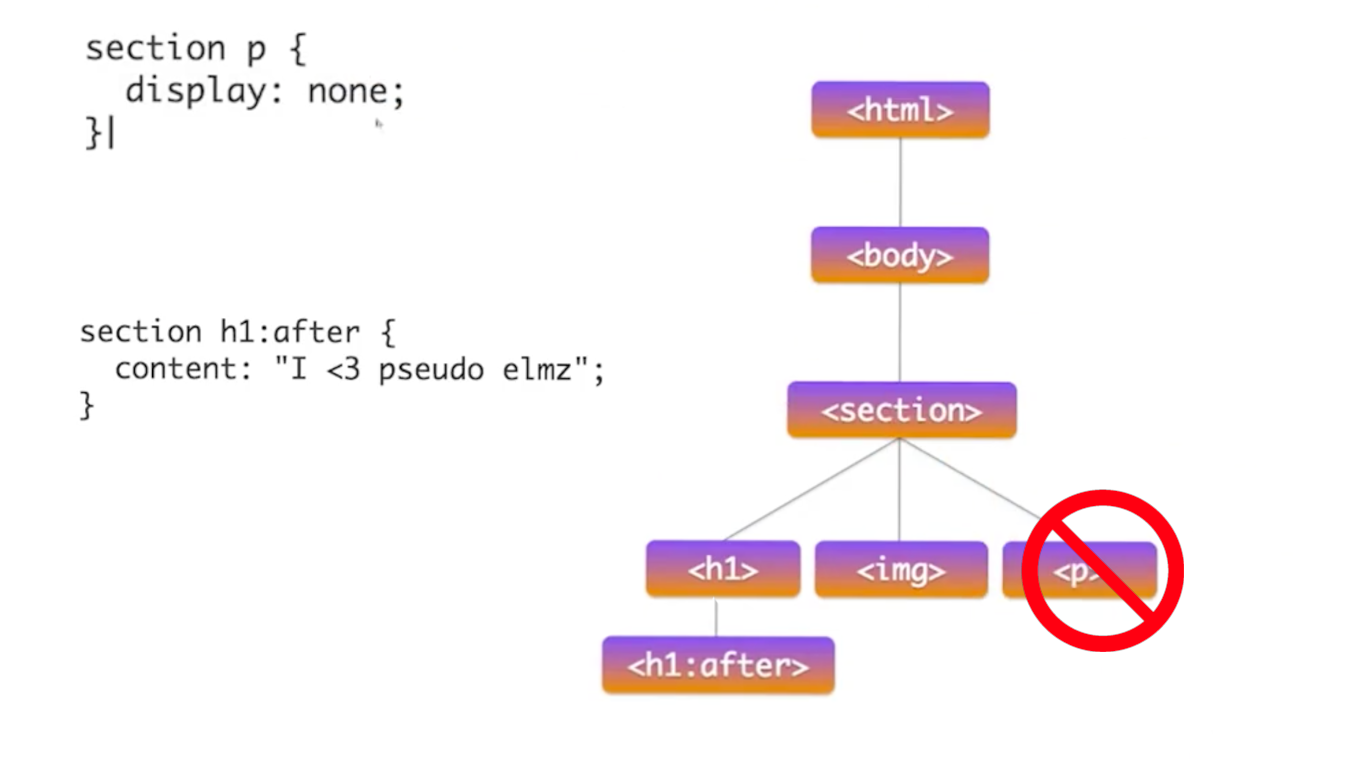 section p {
  display: none;
}|
<html>
<body>
section h1:after {
  content: "I <3 pseudo elmz";
}
<section>
<h1> <img> <p>
<h1:after>